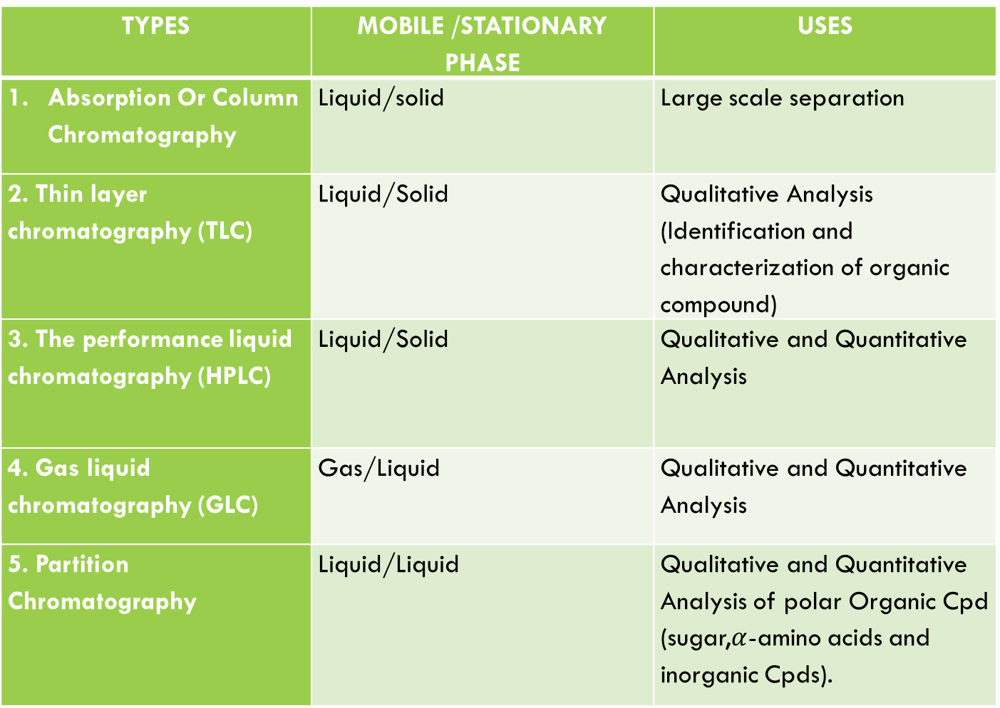 TYPES
MOBILE /STATIONARY
PHASE
USES
1. Absorption Or Column
Chromatography
Liquid/solid
Large scale separation
2. Thin layer
chromatography (TLC)
Liquid/Solid
Qualitative Analysis
(Identification and
characterization of organic
compound)
3. The performance liquid
chromatography (HPLC)
Liquid/Solid
Qualitative and Quantitative
Analysis
4. Gas liquid
chromatography (GLC)
Gas/Liquid
Qualitative and Quantitative
Analysis
5. Partition
Chromatography
Liquid/Liquid
Qualitative and Quantitative
Analysis of polar Organic Cpd
(sugar,𝛼-amino acids and
inorganic Cpds).